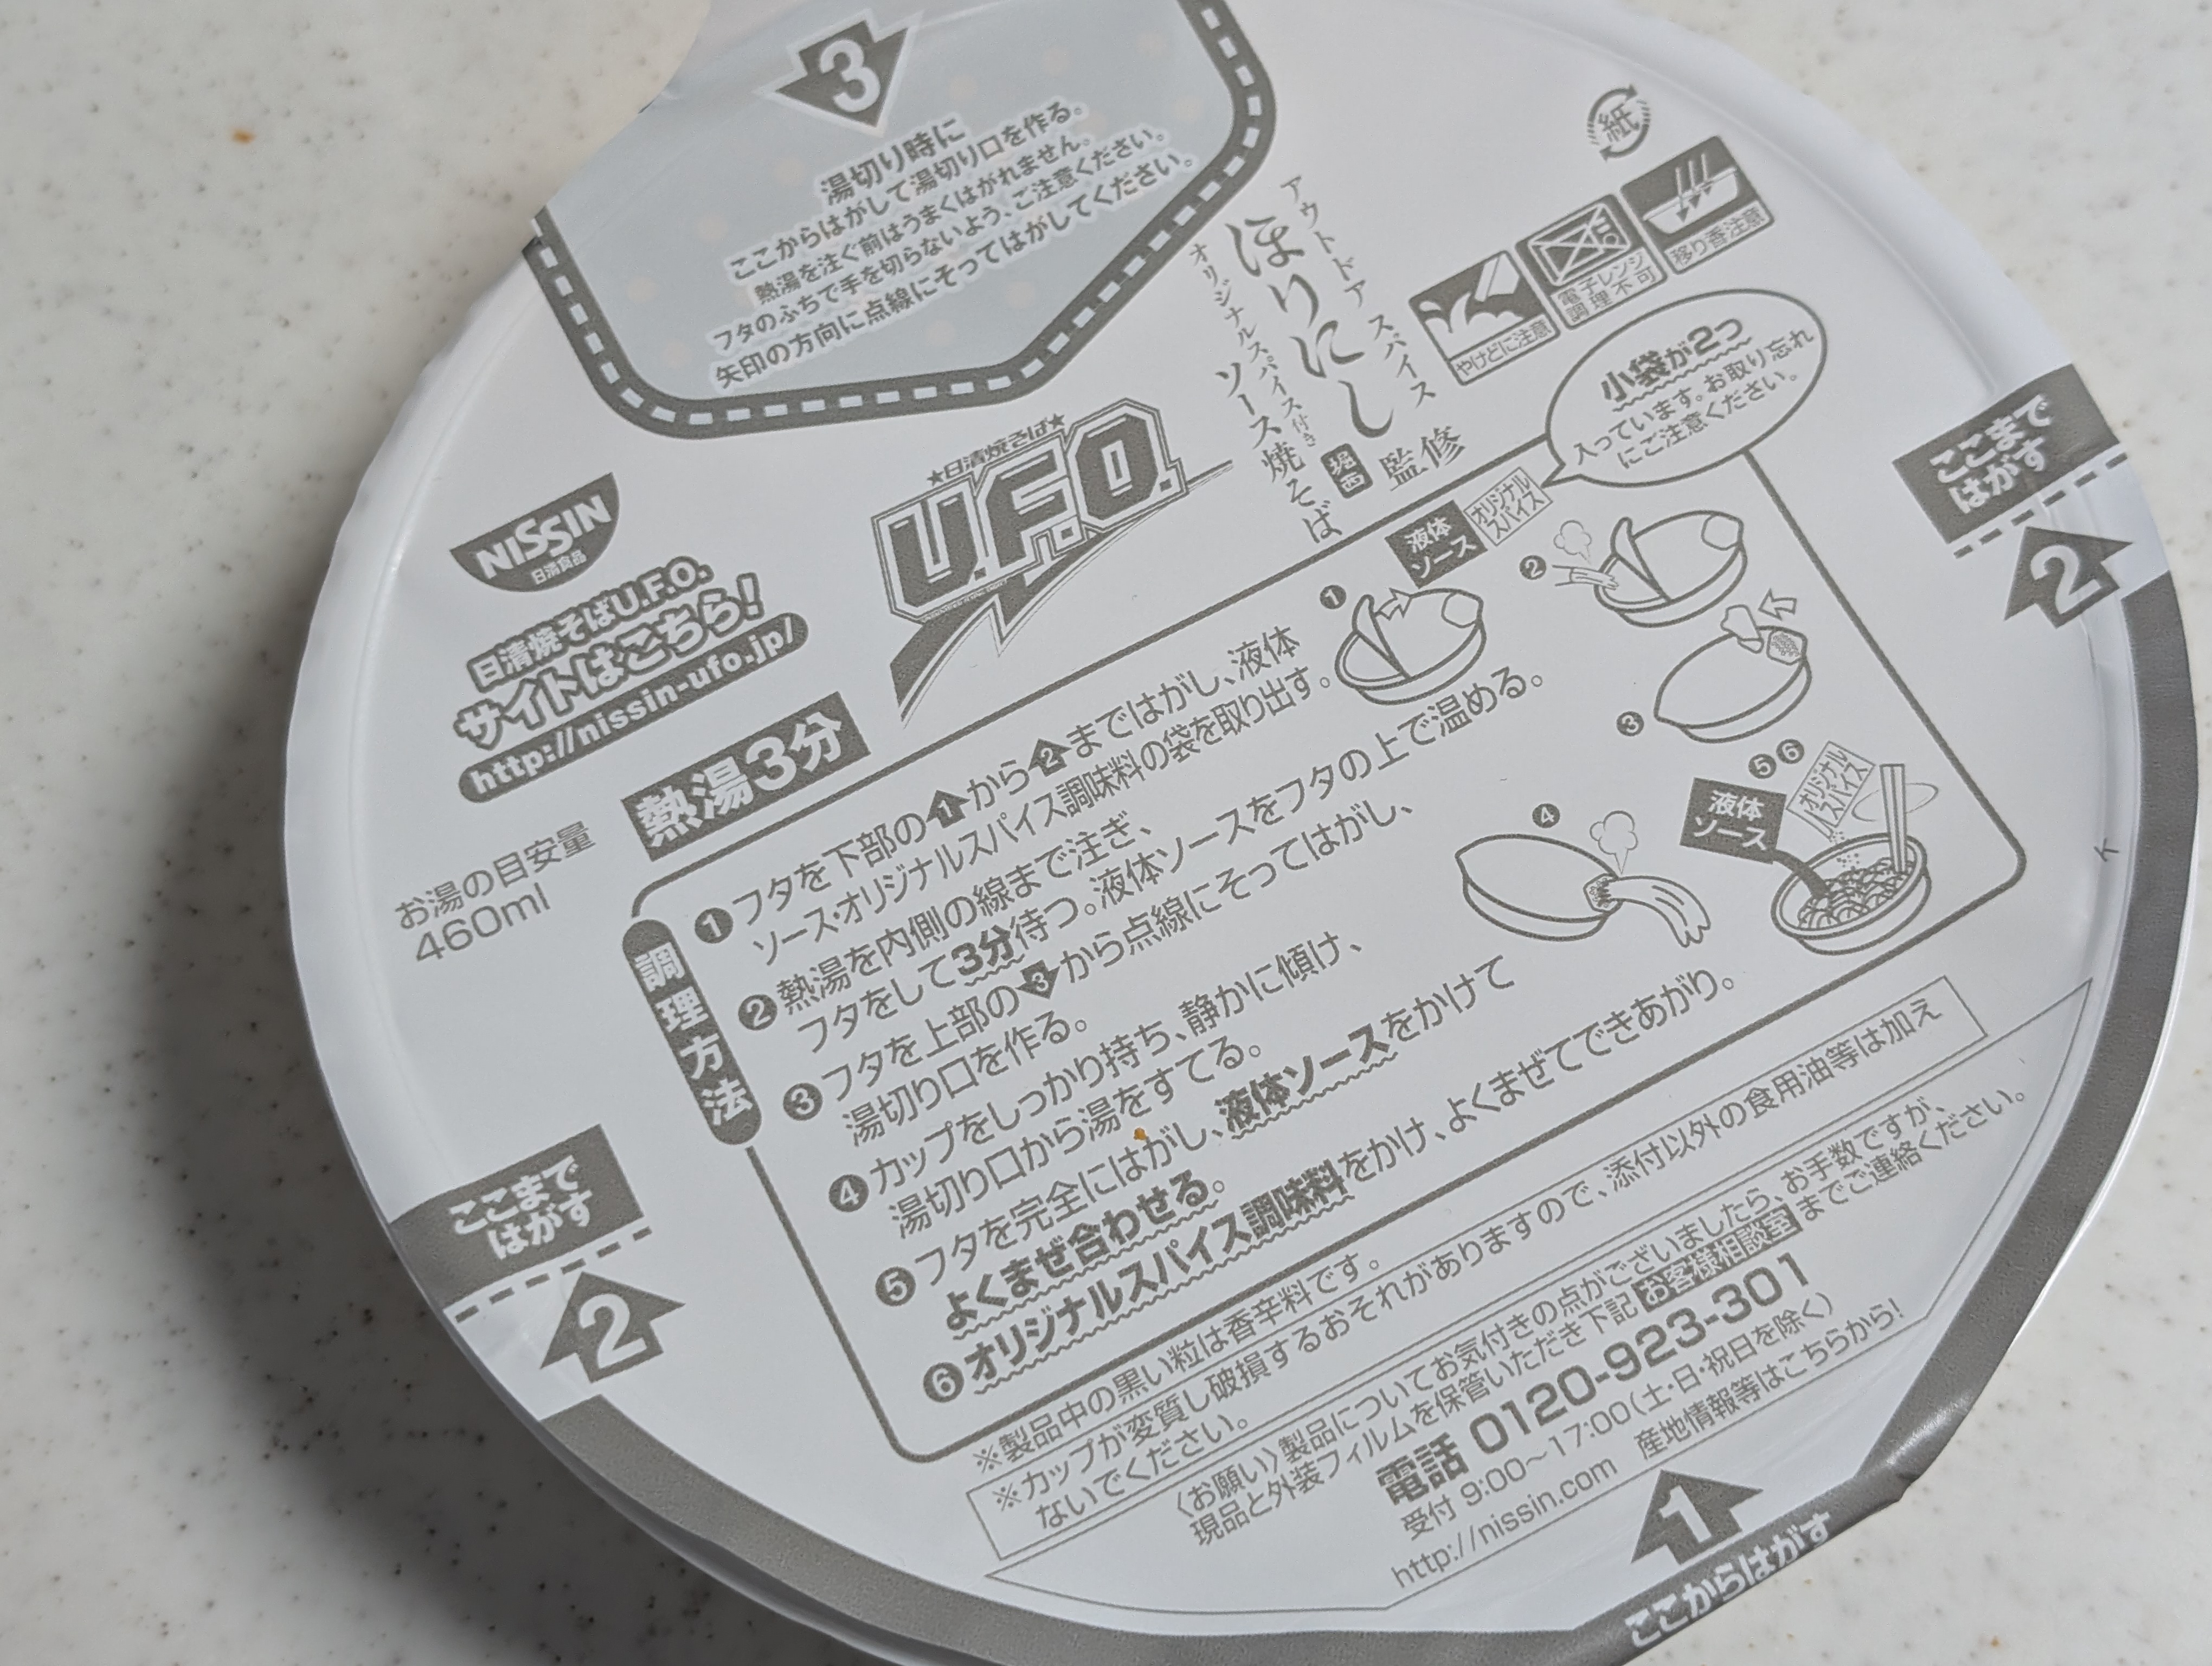 3
湯切り時に
ここからはがして湯切り口を作る。
熱湯を注ぐ前はうまくはがれません。
フタのふちで手を切らないよう、ご注意ください。
矢印の方向に点線にそってはがしてください。
紙
やけどに注意
電子レンジ
調理不可
移り香注意
アウトドアスパイス
ほりにし
堀西
監修
オリジナルスパイス付き
ソース焼そば
★日清焼そば★
U.F.O.
NISSIN
日清食品
日清焼そばU.F.O.
サイトはこちら!
http://nissin-ufo.jp/
小袋が2つ
入っています。お取り忘れ
にご注意ください。
ここまで
はがす
2
熱湯3分
お湯の目安量
460ml
調理方法
❶フタを下部の1から2まではがし、液体
ソース・オリジナルスパイス調味料の袋を取り出す。
❷熱湯を内側の線まで注ぎ、
フタをして3分待つ。液体ソースをフタの上で温める。
❸フタを上部の3から点線にそってはがし、
湯切り口を作る。
❹カップをしっかり持ち、静かに傾け、
湯切り口から湯をすてる。
❺フタを完全にはがし、液体ソースをかけて
よくまぜ合わせる。
❻オリジナルスパイス調味料をかけ、よくまぜてできあがり。
❶
液体
ソース
オリジナル
スパイス
❷
❸
❹
❺❻
液体
ソース
オリジナル
スパイス
ここまで
はがす
2
※製品中の黒い粒は香辛料です。
※カップが変質し破損するおそれがありますので、添付以外の食用油等は加え
ないでください。
〈お願い〉製品についてお気付きの点がございましたら、お手数ですが、
現品と外装フィルムを保管いただき下記お客様相談室までご連絡ください。
電話 0120-923-301
受付 9:00〜17:00(土・日・祝日を除く)
http://nissin.com 産地情報等はこちらから!
1
ここからはがす
ケ